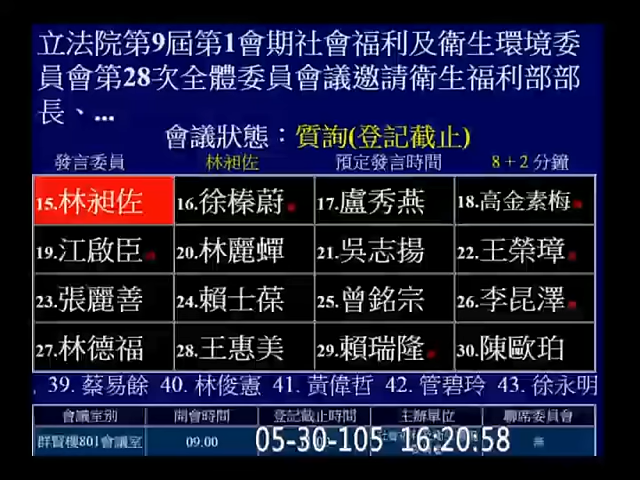 立法院第9屆第1會期社會福利及衛生環境委
員會第28次全體委員會議邀請衛生福利部部
長、...
會議狀態：質詢(登記截止)
發言委員 林昶佐 預定發言時間 8+2 分鐘
15.林昶佐 16.徐榛蔚 17.盧秀燕 18.高金素梅
19.江啟臣 20.林麗蟬 21.吳志揚 22.王榮璋
23.張麗善 24.賴士葆 25.曾銘宗 26.李昆澤
27.林德福 28.王惠美 29.賴瑞隆 30.陳歐珀
39. 蔡易餘 40. 林俊憲 41. 黃偉哲 42. 管碧玲 43. 徐永明
會議室別 開會時間 登記截止時間 主辦單位 聯席委員會
群賢樓801會議室 09.00 無
05-30-105 16:20:58